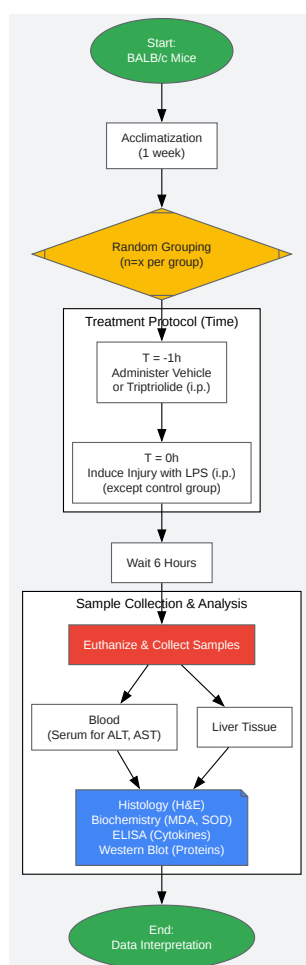 Start:
BALB/c Mice
Acclimatization
(1 week)
Random Grouping
(n=x per group)
Treatment Protocol (Time)
T = -1h
Administer Vehicle
or Triptriolide (i.p.)
T = 0h
Induce Injury with LPS (i.p.)
(except control group)
Wait 6 Hours
Sample Collection & Analysis
Euthanize & Collect Samples
Blood
(Serum for ALT, AST)
Liver Tissue
Histology (H&E)
Biochemistry (MDA, SOD)
ELISA (Cytokines)
Western Blot (Proteins)
End:
Data Interpretation